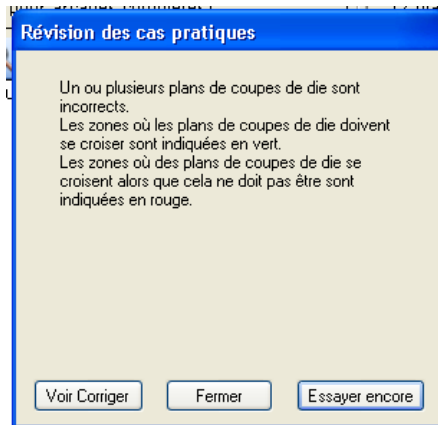 Révision des cas pratiques
Un ou plusieurs plans de coupes de die sont
incorrects.
Les zones où les plans de coupes de die doivent
se croiser sont indiquées en vert.
Les zones où des plans de coupes de die se
croisent alors que cela ne doit pas être sont
indiquées en rouge.
Voir Corriger
Fermer
Essayer encore